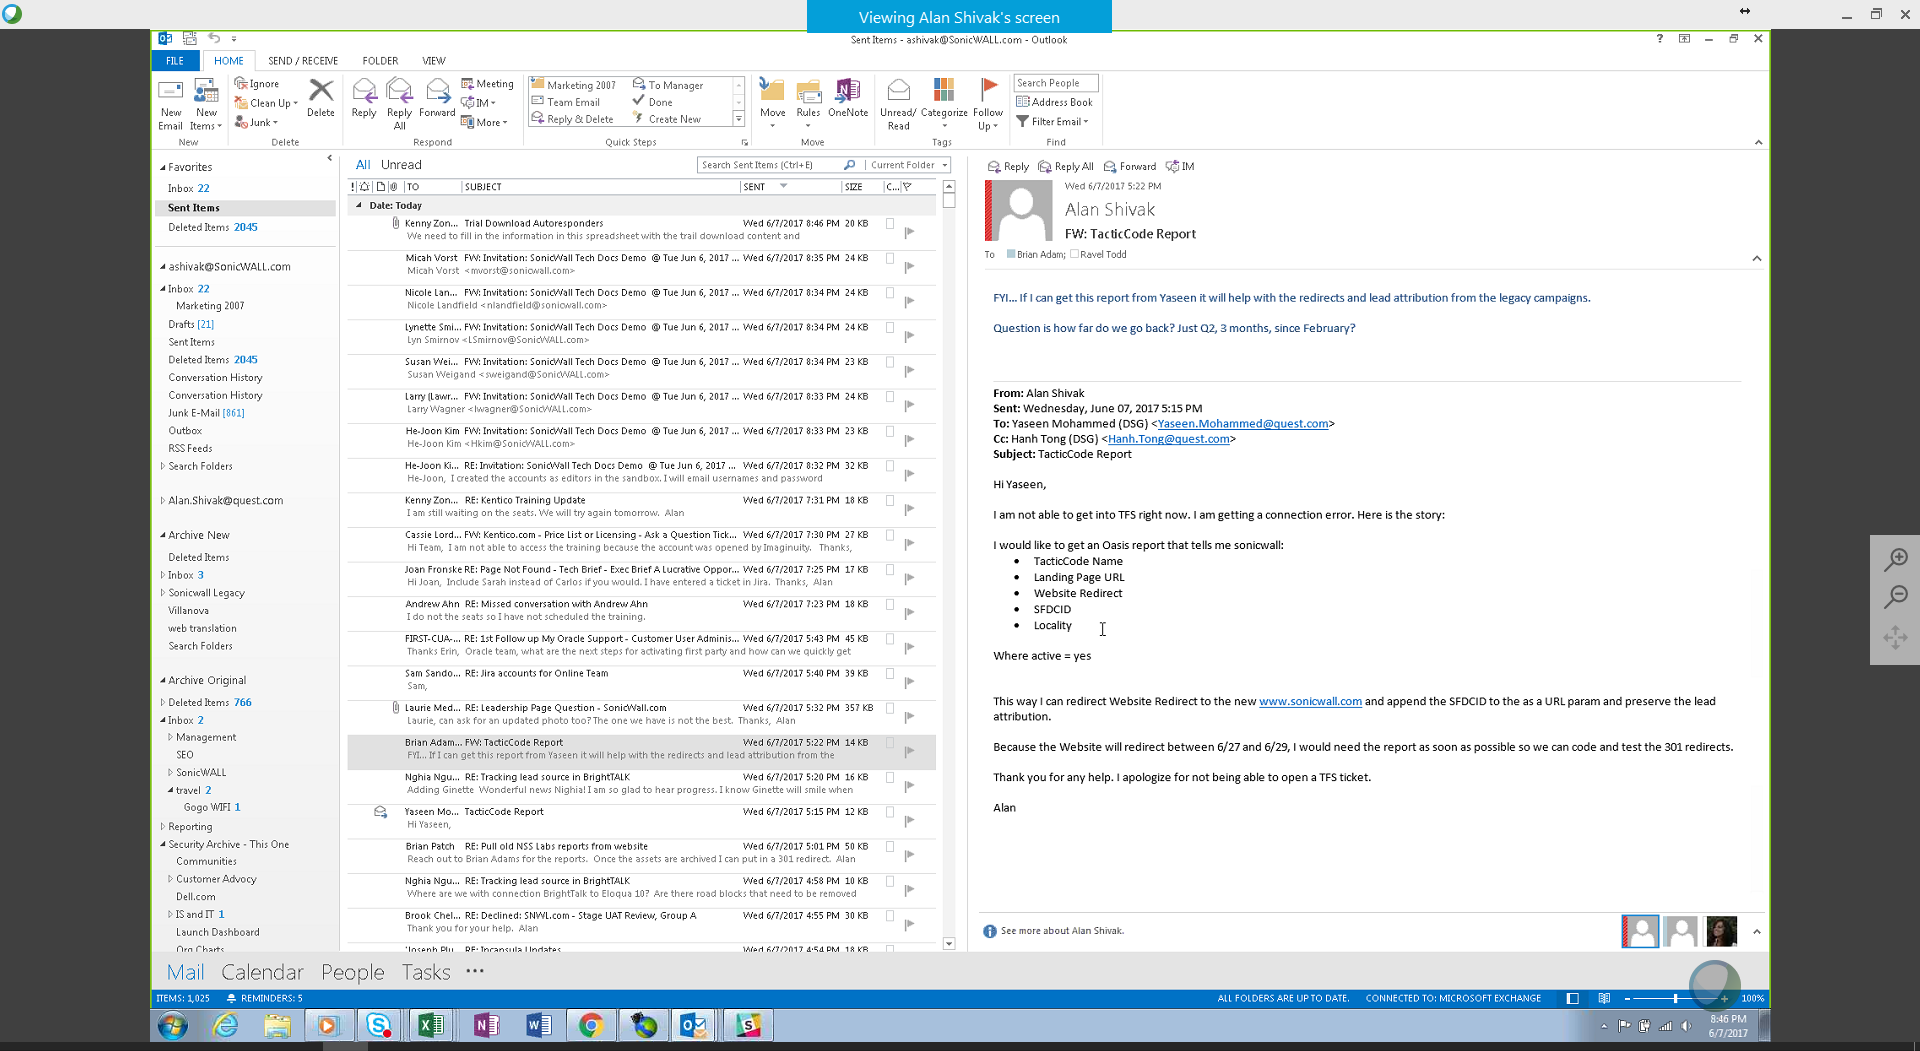 Viewing Alan Shivak's screen
Sent Items - ashivak@SonicWALL.com - Outlook
FILE HOME SEND / RECEIVE FOLDER VIEW
New Email
New Items
Ignore
Clean Up
Junk
Delete
Reply
Reply All
Forward
Meeting
IM
More
Marketing 2007
Team Email
Reply & Delete
To Manager
Done
Create New
Move
Rules
OneNote
Unread/ Read
Categorize
Follow Up
Search People
Address Book
Filter Email
New Delete Respond Quick Steps Move Tags Find
Favorites
Inbox 22
Sent Items
Deleted Items 2045
ashivak@SonicWALL.com
Inbox 22
Marketing 2007
Drafts [21]
Sent Items
Deleted Items 2045
Conversation History
Conversation History
Junk E-Mail [861]
Outbox
RSS Feeds
Search Folders
Alan.Shivak@quest.com
Archive New
Deleted Items
Inbox 3
Sonicwall Legacy
Villanova
web translation
Search Folders
Archive Original
Deleted Items 766
Inbox 2
Management
SEO
SonicWALL
travel 2
Gogo WIFI 1
Reporting
Security Archive - This One
Communities
Customer Advocy
Dell.com
IS and IT 1
Launch Dashboard
Org Charts
All Unread
Search Sent Items (Ctrl+E) Current Folder
TO SUBJECT SENT SIZE C...
Date: Today
Kenny Zon... Trial Download Autoresponders Wed 6/7/2017 8:46 PM 20 KB
We need to fill in the information in this spreadsheet with the trail download content and
Micah Vorst FW: Invitation: SonicWall Tech Docs Demo @ Tue Jun 6, 2017 ... Wed 6/7/2017 8:35 PM 24 KB
Micah Vorst <mvorst@sonicwall.com>
Nicole Lan... FW: Invitation: SonicWall Tech Docs Demo @ Tue Jun 6, 2017 ... Wed 6/7/2017 8:34 PM 24 KB
Nicole Landfield <nlandfield@sonicwall.com>
Lynette Smi... FW: Invitation: SonicWall Tech Docs Demo @ Tue Jun 6, 2017 ... Wed 6/7/2017 8:34 PM 24 KB
Lyn Smirnov <LSmirnov@SonicWALL.com>
Susan Wei... FW: Invitation: SonicWall Tech Docs Demo @ Tue Jun 6, 2017 ... Wed 6/7/2017 8:34 PM 23 KB
Susan Weigand <sweigand@SonicWALL.com>
Larry (Lawr... FW: Invitation: SonicWall Tech Docs Demo @ Tue Jun 6, 2017 ... Wed 6/7/2017 8:33 PM 24 KB
Larry Wagner <lwagner@SonicWALL.com>
He-Joon Kim FW: Invitation: SonicWall Tech Docs Demo @ Tue Jun 6, 2017 ... Wed 6/7/2017 8:33 PM 23 KB
He-Joon Kim <Hkim@SonicWALL.com>
He-Joon Ki... RE: Invitation: SonicWall Tech Docs Demo @ Tue Jun 6, 2017 ... Wed 6/7/2017 8:32 PM 32 KB
He-Joon, I created the accounts as editors in the sandbox. I will email usernames and password
Kenny Zon... RE: Kentico Training Update Wed 6/7/2017 7:31 PM 18 KB
I am still waiting on the seats. We will try again tomorrow. Alan
Cassie Lord... FW: Kentico.com - Price List or Licensing - Ask a Question Tick... Wed 6/7/2017 7:30 PM 27 KB
Hi Team, I am not able to access the training because the account was opened by Imaginuity. Thanks,
Joan Fronske RE: Page Not Found - Tech Brief - Exec Brief A Lucrative Oppor... Wed 6/7/2017 7:25 PM 17 KB
Hi Joan, Include Sarah instead of Carlos if you would. I have entered a ticket in Jira. Thanks, Alan
Andrew Ahn RE: Missed conversation with Andrew Ahn Wed 6/7/2017 7:23 PM 18 KB
I do not the seats so I have not scheduled the training.
FIRST-CUA-... RE: 1st Follow up My Oracle Support - Customer User Adminis... Wed 6/7/2017 5:43 PM 45 KB
Thanks Erin, Oracle team, what are the next steps for activating first party and how can we quickly get
Sam Sando... RE: Jira accounts for Online Team Wed 6/7/2017 5:40 PM 39 KB
Sam,
Laurie Med... RE: Leadership Page Question - SonicWall.com Wed 6/7/2017 5:32 PM 357 KB
Laurie, can ask for an updated photo too? The one we have is not the best. Thanks, Alan
Brian Adam... FW: TacticCode Report Wed 6/7/2017 5:22 PM 14 KB
FYI... If I can get this report from Yaseen it will help with the redirects and lead attribution from the
Nghia Ngu... RE: Tracking lead source in BrightTALK Wed 6/7/2017 5:20 PM 16 KB
Adding Ginette Wonderful news Nighia! I am so glad to hear progress. I know Ginette will smile when
Yaseen Mo... TacticCode Report Wed 6/7/2017 5:15 PM 12 KB
Hi Yaseen,
Brian Patch RE: Pull old NSS Labs reports from website Wed 6/7/2017 5:01 PM 50 KB
Reach out to Brian Adams for the reports. Once the assets are archived I can put in a 301 redirect. Alan
Nghia Ngu... RE: Tracking lead source in BrightTALK Wed 6/7/2017 4:58 PM 10 KB
Where are we with connection BrightTalk to Eloqua 10? Are there road blocks that need to be removed
Brook Chel... RE: Declined: SNWL.com - Stage UAT Review, Group A Wed 6/7/2017 4:55 PM 30 KB
Thank you for your help. Alan
'Joseph Plu... RE: Incapsula Updates Wed 6/7/2017 4:54 PM 18 KB
Reply Reply All Forward IM
Wed 6/7/2017 5:22 PM
Alan Shivak
FW: TacticCode Report
To Brian Adam; Ravel Todd
FYI... If I can get this report from Yaseen it will help with the redirects and lead attribution from the legacy campaigns.
Question is how far do we go back? Just Q2, 3 months, since February?
From: Alan Shivak
Sent: Wednesday, June 07, 2017 5:15 PM
To: Yaseen Mohammed (DSG) <Yaseen.Mohammed@quest.com>
Cc: Hanh Tong (DSG) <Hanh.Tong@quest.com>
Subject: TacticCode Report
Hi Yaseen,
I am not able to get into TFS right now. I am getting a connection error. Here is the story:
I would like to get an Oasis report that tells me sonicwall:
• TacticCode Name
• Landing Page URL
• Website Redirect
• SFDCID
• Locality
Where active = yes
This way I can redirect Website Redirect to the new www.sonicwall.com and append the SFDCID to the as a URL param and preserve the lead
attribution.
Because the Website will redirect between 6/27 and 6/29, I would need the report as soon as possible so we can code and test the 301 redirects.
Thank you for any help. I apologize for not being able to open a TFS ticket.
Alan
See more about Alan Shivak.
Mail Calendar People Tasks •••
ITEMS: 1,025 REMINDERS: 5 ALL FOLDERS ARE UP TO DATE. CONNECTED TO: MICROSOFT EXCHANGE 100%
8:46 PM
6/7/2017